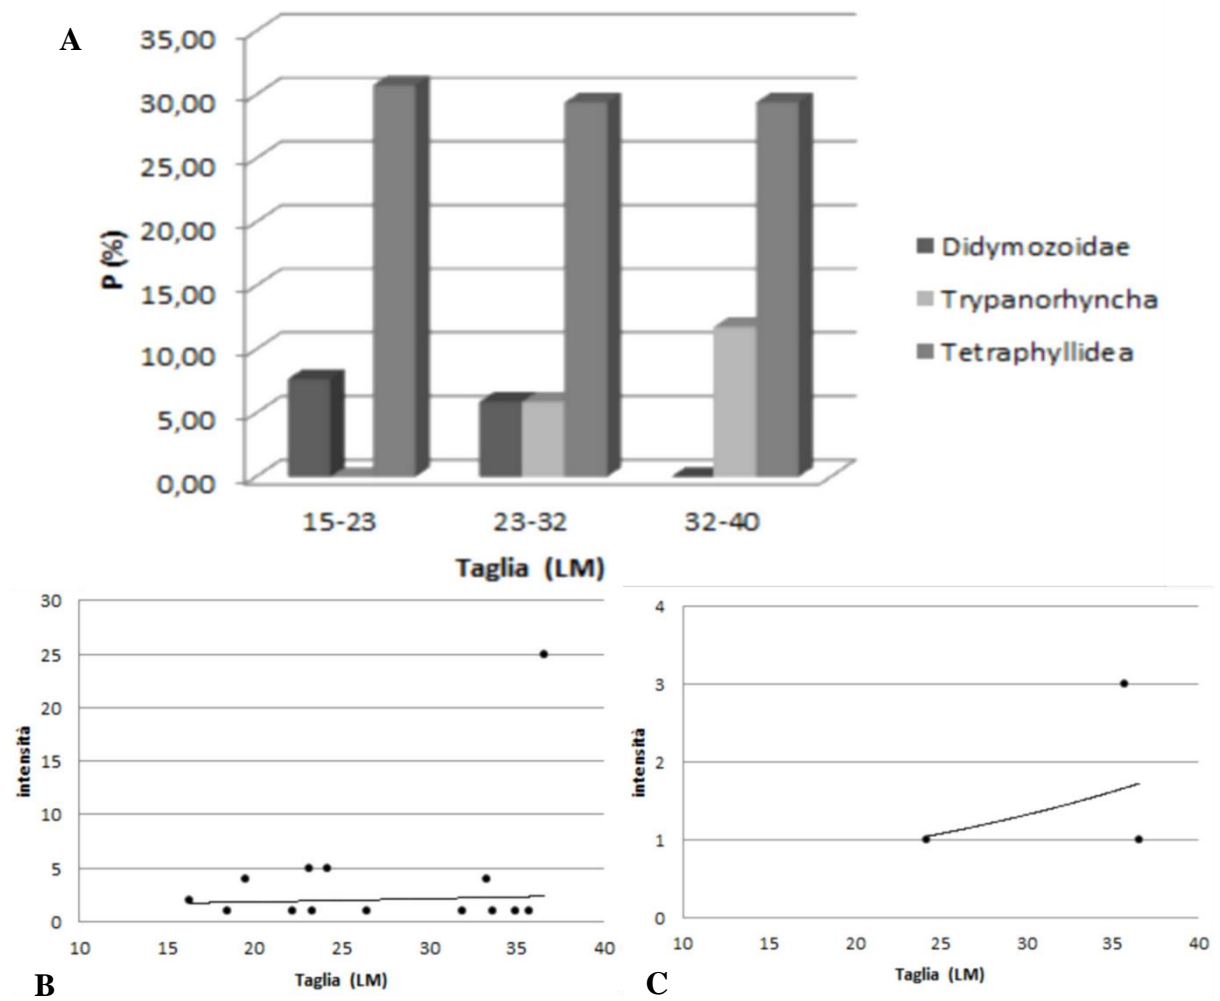 A
35,00
30,00
25,00
20,00
15,00
10,00
5,00
0,00
P (%)
15-23 23-32 32-40
Taglia (LM)
Didymozoidae
Trypanorhyncha
Tetraphyllidea
30
25
20
15
10
5
0
intensità
10 15 20 25 30 35 40
Taglia (LM)
B
4
3
2
1
0
intensità
10 15 20 25 30 35 40
Taglia (LM)
C